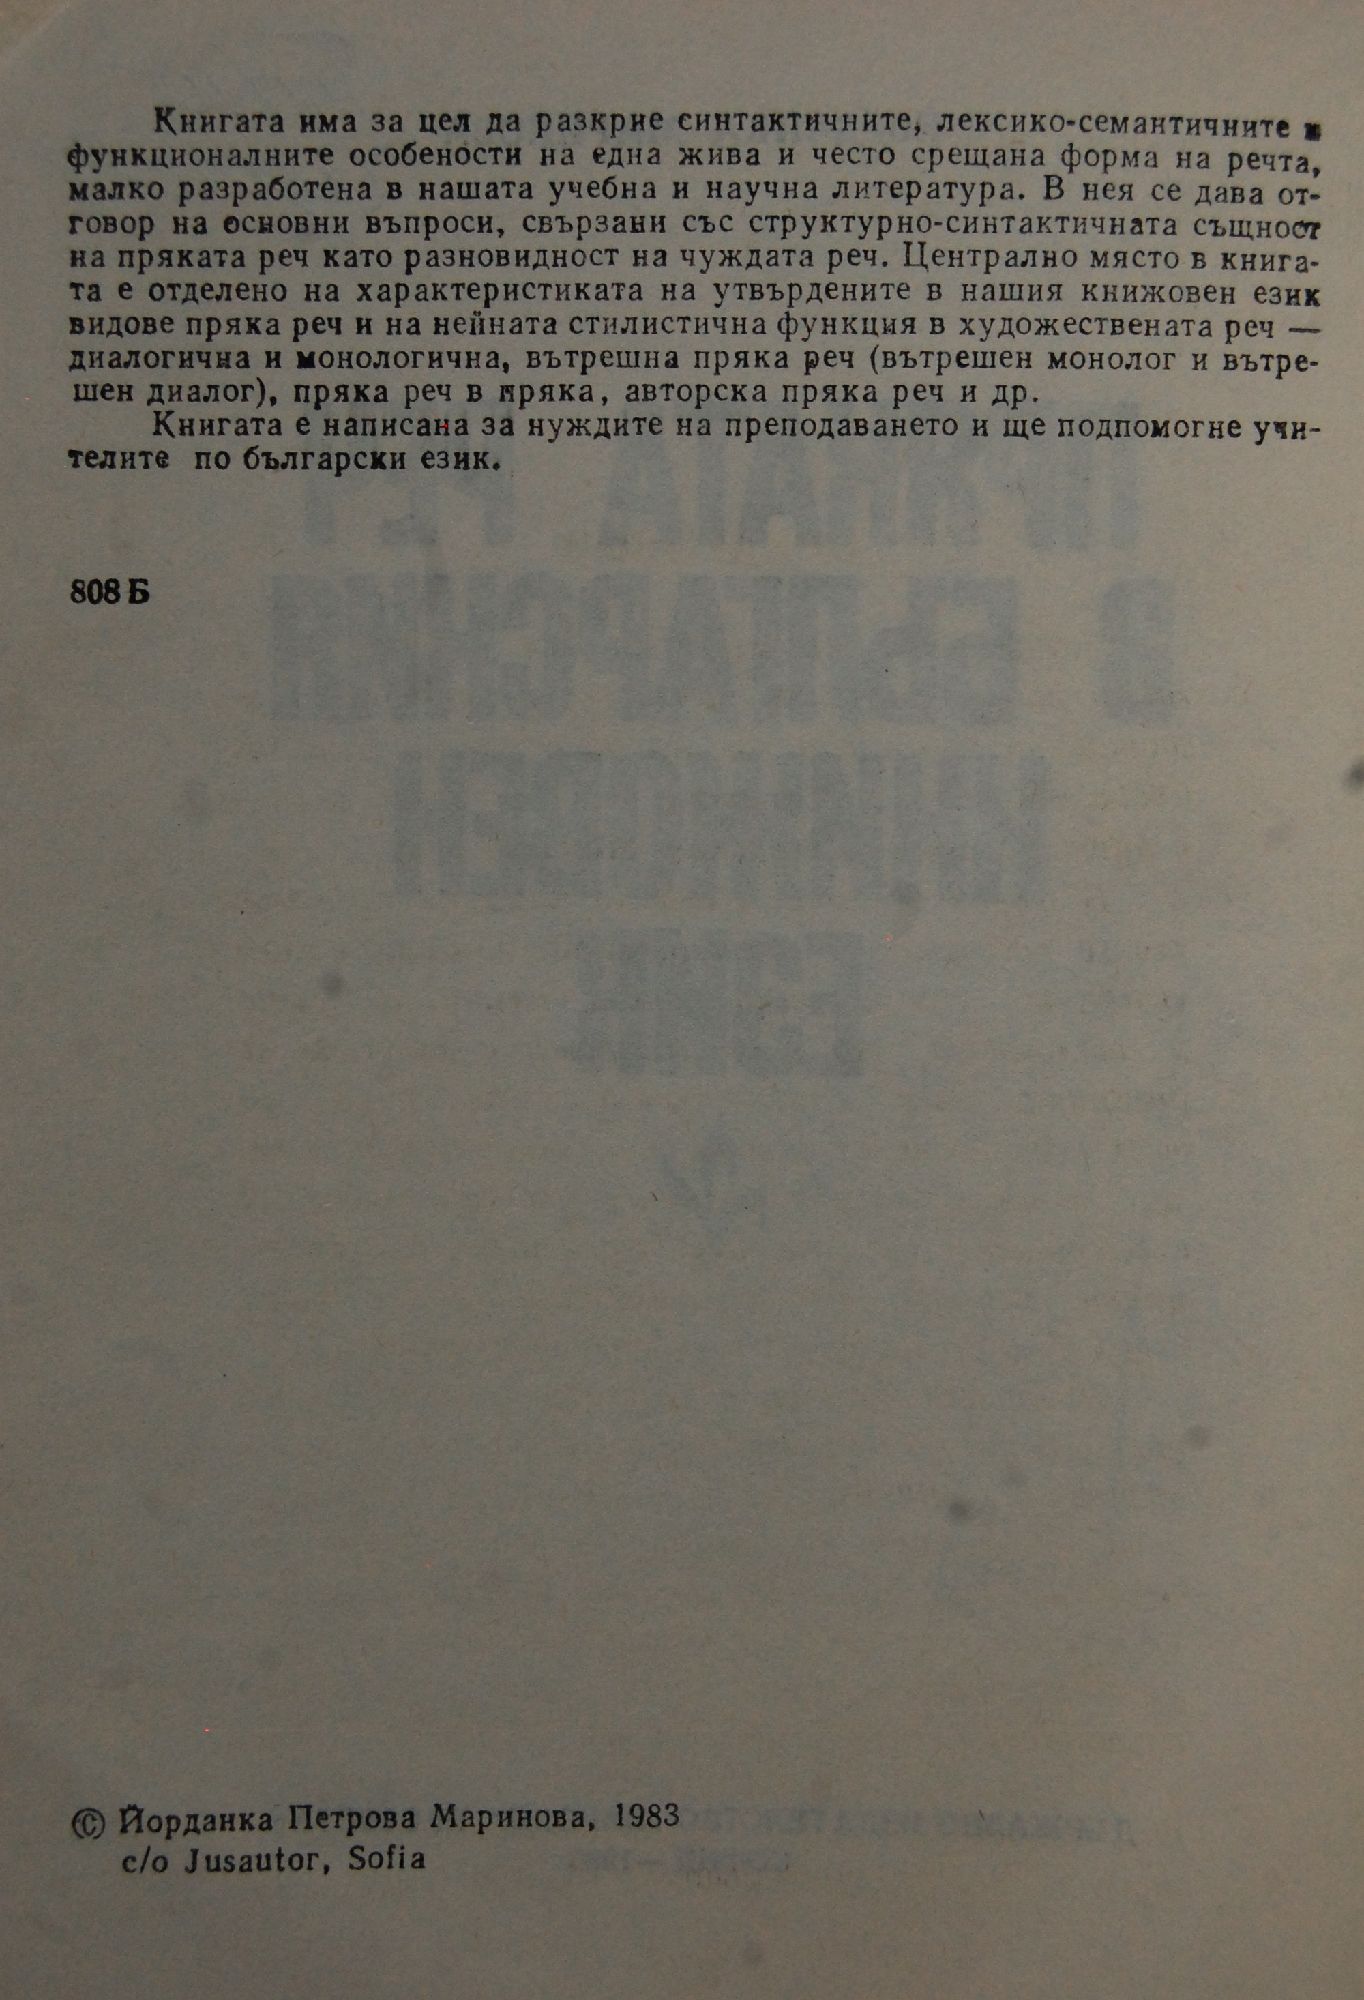 Книгата има за цел да разкрие синтактичните, лексико-семантичните и
функционалните особености на една жива и често срещана форма на речта,
малко разработена в нашата учебна и научна литература. В нея се дава от-
говор на основни въпроси, свързани със структурно-синтактичната същност
на пряката реч като разновидност на чуждата реч. Централно място в книга-
та е отделено на характеристиката на утвърдените в нашия книжовен език
видове пряка реч и на нейната стилистична функция в художествената реч —
диалогична и монологична, вътрешна пряка реч (вътрешен монолог и вътре-
шен диалог), пряка реч в пряка, авторска пряка реч и др.
Книгата е написана за нуждите на преподаването и ще подпомогне учи-
телите по български език.
808 Б
© Йорданка Петрова Маринова, 1983
c/o Jusautor, Sofia